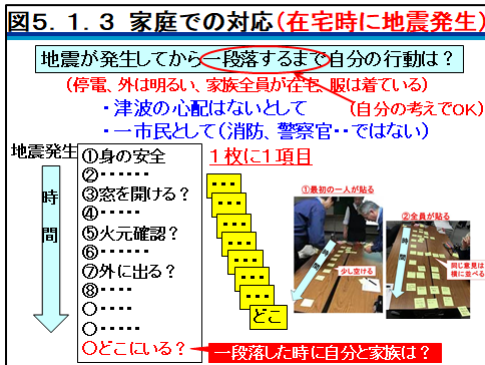 図5.1.3 家庭での対応(在宅時に地震発生)
地震が発生してから一段落するまで自分の行動は？
(停電、外は明るい、家族全員が在宅、服は着ている)
・津波の心配はないとして
(自分の考えでOK)
・一市民として(消防、警察官・・ではない)
地震発生
時間
①身の安全
②・・・・・・
③窓を開ける？
④・・・・・
⑤火元確認？
⑥・・・・・・
⑦外に出る？
⑧・・・・
○・・・・
○・・・・・
○どこにいる？
1枚に1項目
・・・
・・・
・・・
・・・
・・・
・・・
・・・
どこ
①最初の一人が貼る
時間
少し空ける
②全員が貼る
時間
同じ意見は
横に並べる
一段落した時に自分と家族は？